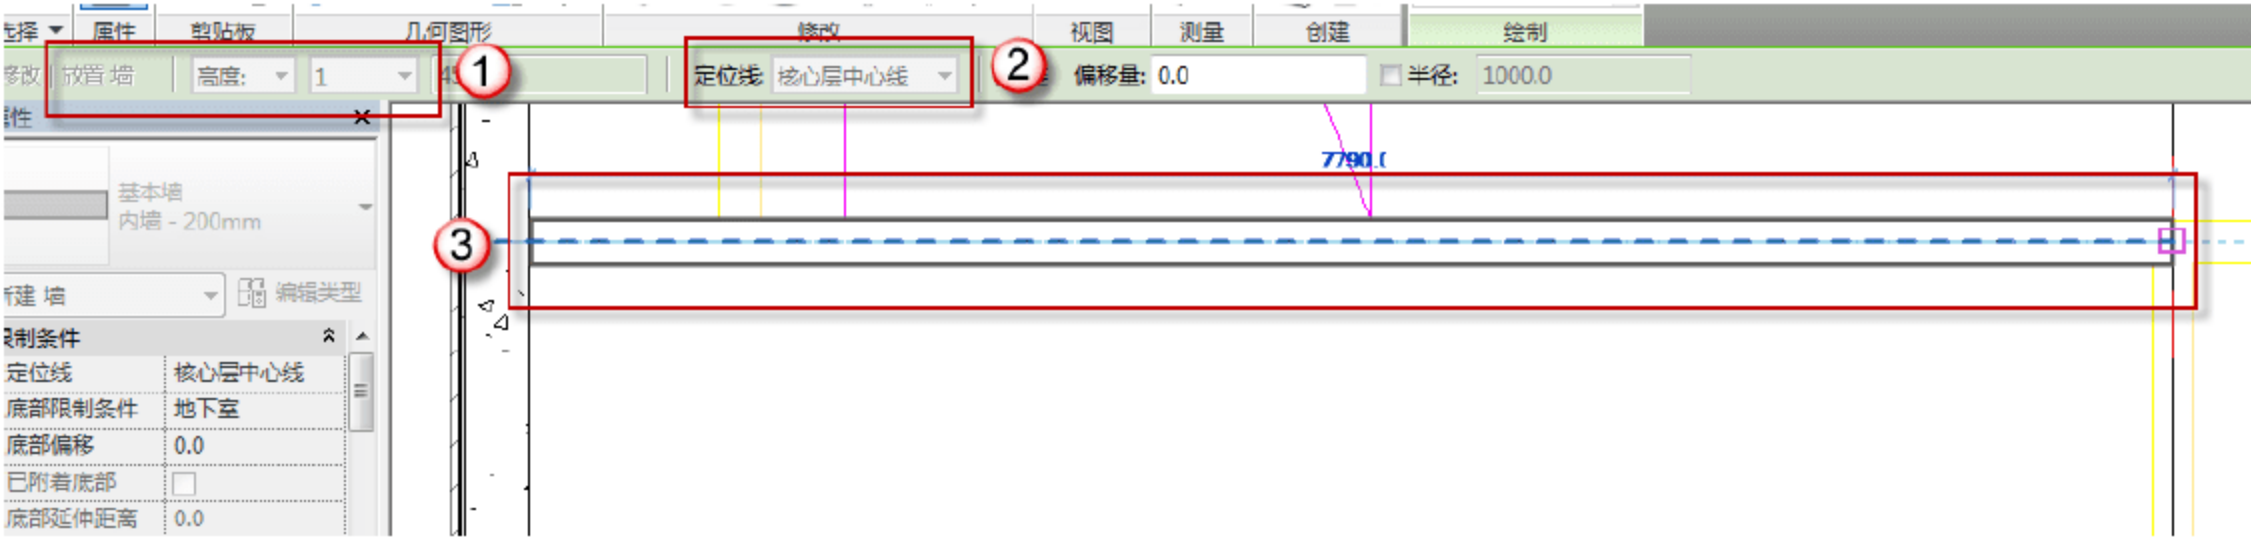 选择 属性 剪贴板 几何图形 修改 视图 测量 创建 绘制
修改 | 放置 墙 高度: 1 1 定位线: 核心层中心线 2 偏移量: 0.0 半径: 1000.0
属性
7790.
基本墙
内墙 - 200mm
3
新建 墙 编辑类型
限制条件
定位线 核心层中心线
底部限制条件 地下室
底部偏移 0.0
已附着底部
底部延伸距离 0.0